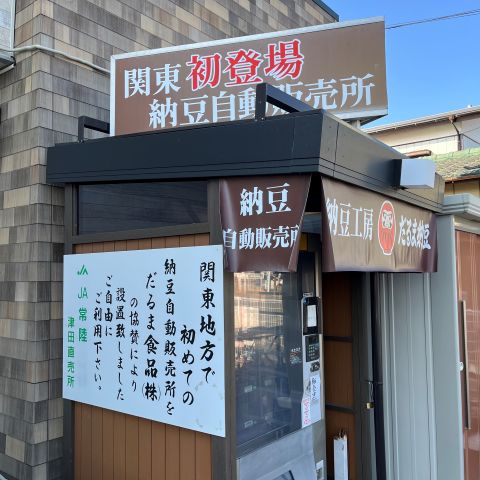 関東初登場
納豆自動販売所
納豆
自動販売所
納豆工房
だるま納豆
関東地方で
初めての
納豆自動販売所を
だるま食品(株)
の協賛により
設置致しました
ご自由に
ご利用下さい。
JA JA常陸
津田直売所